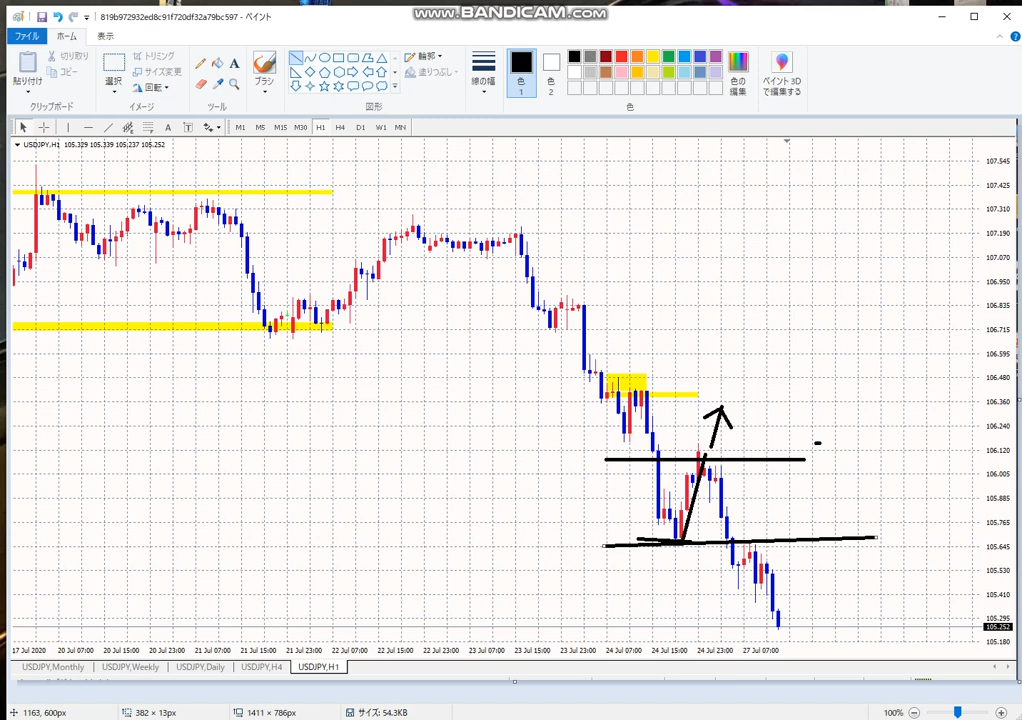 819b972932ed8c91f720df32a79bc597 - ペイント
www.BANDICAM.com
ファイル ホーム 表示
貼り付け 切り取り コピー
選択 トリミング サイズ変更 回転
ブラシ
輪郭 塗りつぶし
線の幅
色 1
色 2
色の編集
ペイント 3D で編集する
クリップボード イメージ ツール 図形 色
A T M1 M5 M15 M30 H1 H4 D1 W1 MN
USDJPY,H1 105.329 105.339 105.237 105.252
107.545
107.425
107.310
107.190
107.070
106.950
106.835
106.715
106.595
106.480
106.360
106.240
106.120
106.005
105.885
105.765
105.645
105.530
105.410
105.295
105.252
105.180
17 Jul 2020 20 Jul 07:00 20 Jul 15:00 20 Jul 23:00 21 Jul 07:00 21 Jul 15:00 21 Jul 23:00 22 Jul 07:00 22 Jul 15:00 22 Jul 23:00 23 Jul 07:00 23 Jul 15:00 23 Jul 23:00 24 Jul 07:00 24 Jul 15:00 24 Jul 23:00 27 Jul 07:00
USDJPY,Monthly USDJPY,Weekly USDJPY,Daily USDJPY,H4 USDJPY,H1
1163, 600px 382 × 13px 1411 × 786px サイズ: 54.3KB 100%